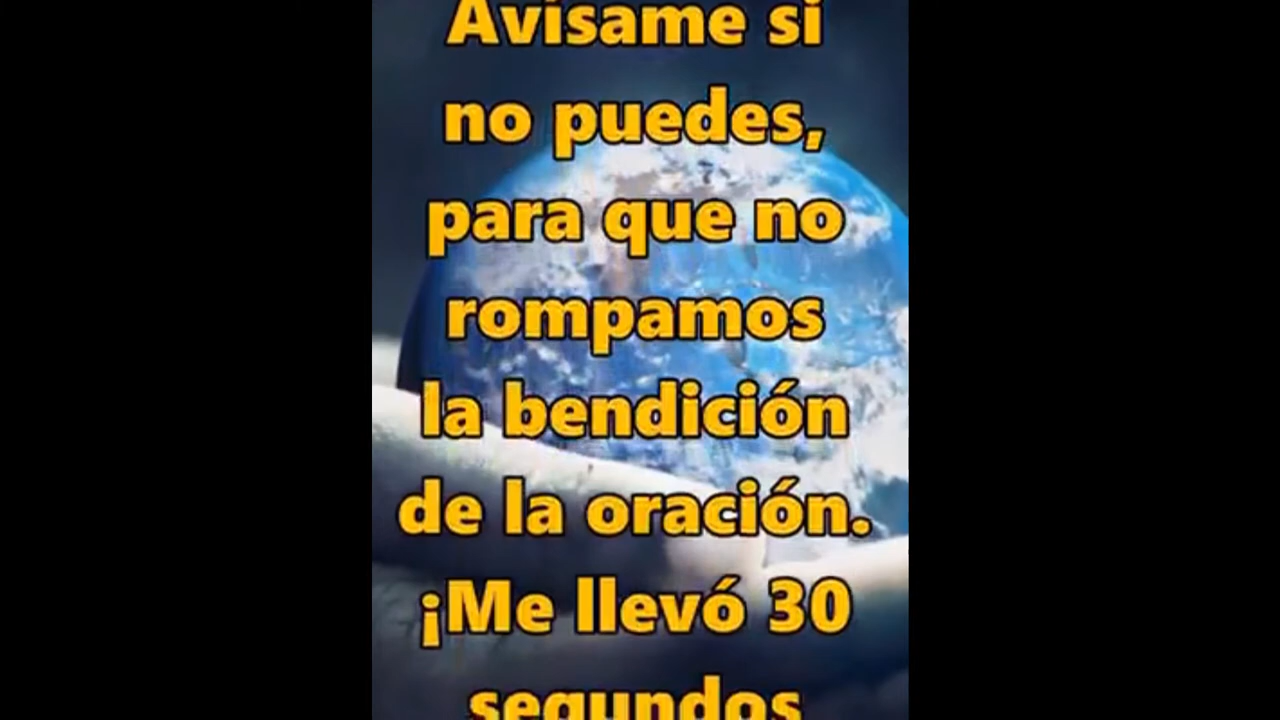 Avisame si
no puedes,
para que no
rompamos
la bendición
de la oración.
¡Me llevó 30
segundos